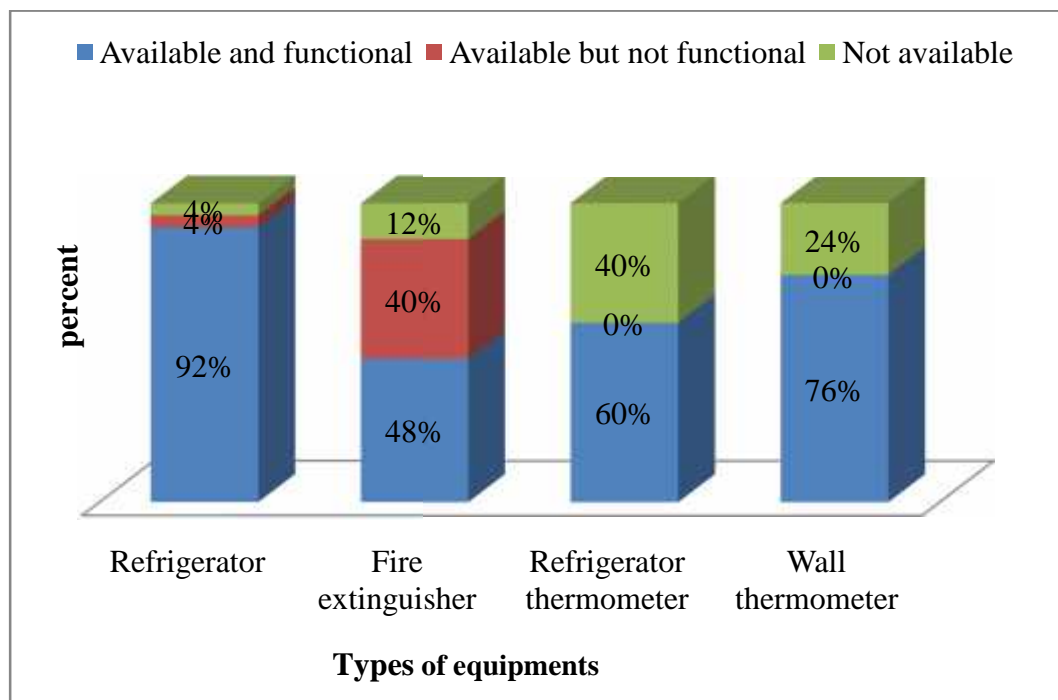 Available and functional Available but not functional Not available
percent
4%
4%
92%
12%
40%
48%
40%
0%
60%
24%
0%
76%
Refrigerator
Fire
extinguisher
Refrigerator
thermometer
Wall
thermometer
Types of equipments